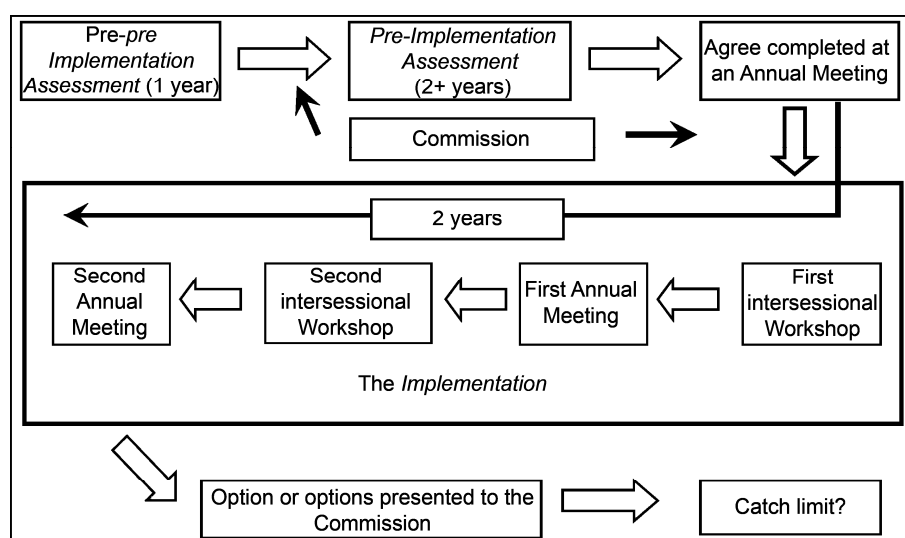 Pre-pre
Implementation
Assessment (1 year)
Pre-Implementation
Assessment
(2+ years)
Agree completed at
an Annual Meeting
Commission
2 years
Second
Annual
Meeting
Second
intersessional
Workshop
First Annual
Meeting
First
intersessional
Workshop
The Implementation
Option or options presented to the
Commission
Catch limit?